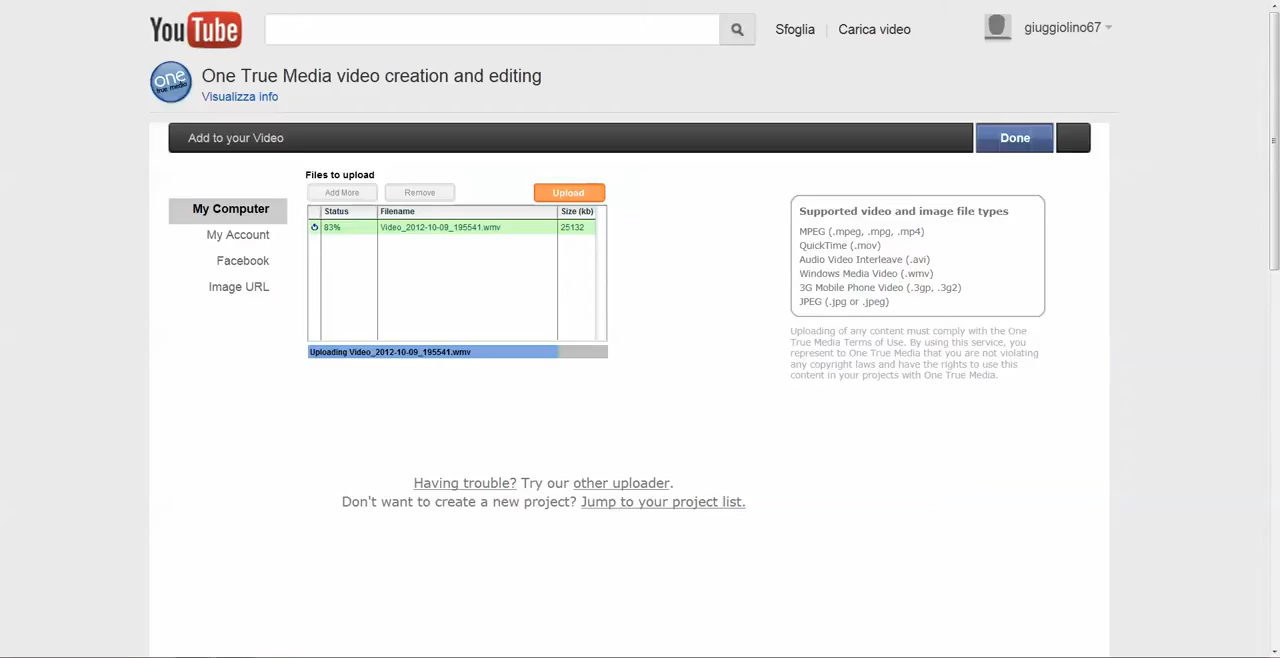 YouTube
Sfoglia
Carica video
giuggiolino67
one true media
One True Media video creation and editing
Visualizza info
Add to your Video
Done
Files to upload
Add More
Remove
Upload
My Computer
My Account
Facebook
Image URL
Status
Filename
Size (kb)
83%
Video_2012-10-09_195541.wmv
25132
Uploading Video_2012-10-09_195541.wmv
Supported video and image file types
MPEG (.mpeg, .mpg, .mp4)
QuickTime (.mov)
Audio Video Interleave (.avi)
Windows Media Video (.wmv)
3G Mobile Phone Video (.3gp, .3g2)
JPEG (.jpg or .jpeg)
Uploading of any content must comply with the One
True Media Terms of Use. By using this service, you
represent to One True Media that you are not violating
any copyright laws and have the rights to use this
content in your projects with One True Media.
Having trouble? Try our other uploader.
Don't want to create a new project? Jump to your project list.